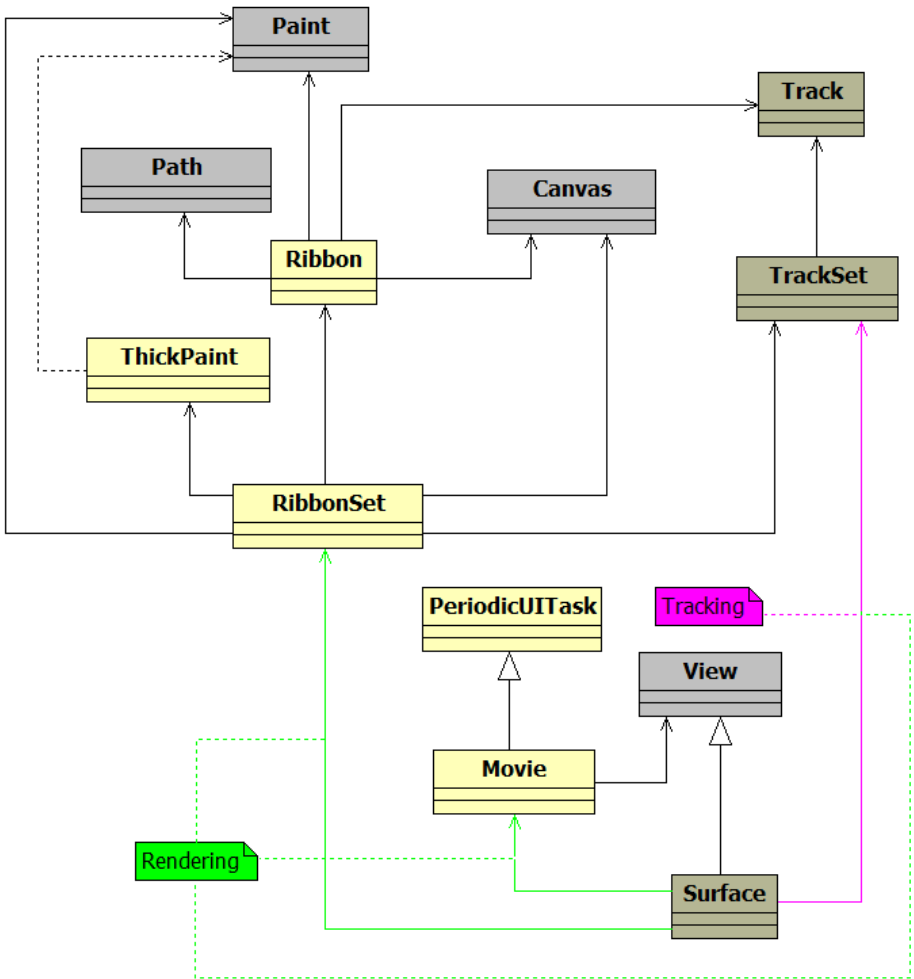 Paint
Track
Path
Canvas
Ribbon
TrackSet
ThickPaint
RibbonSet
PeriodicUITask
Tracking
View
Movie
Rendering
Surface